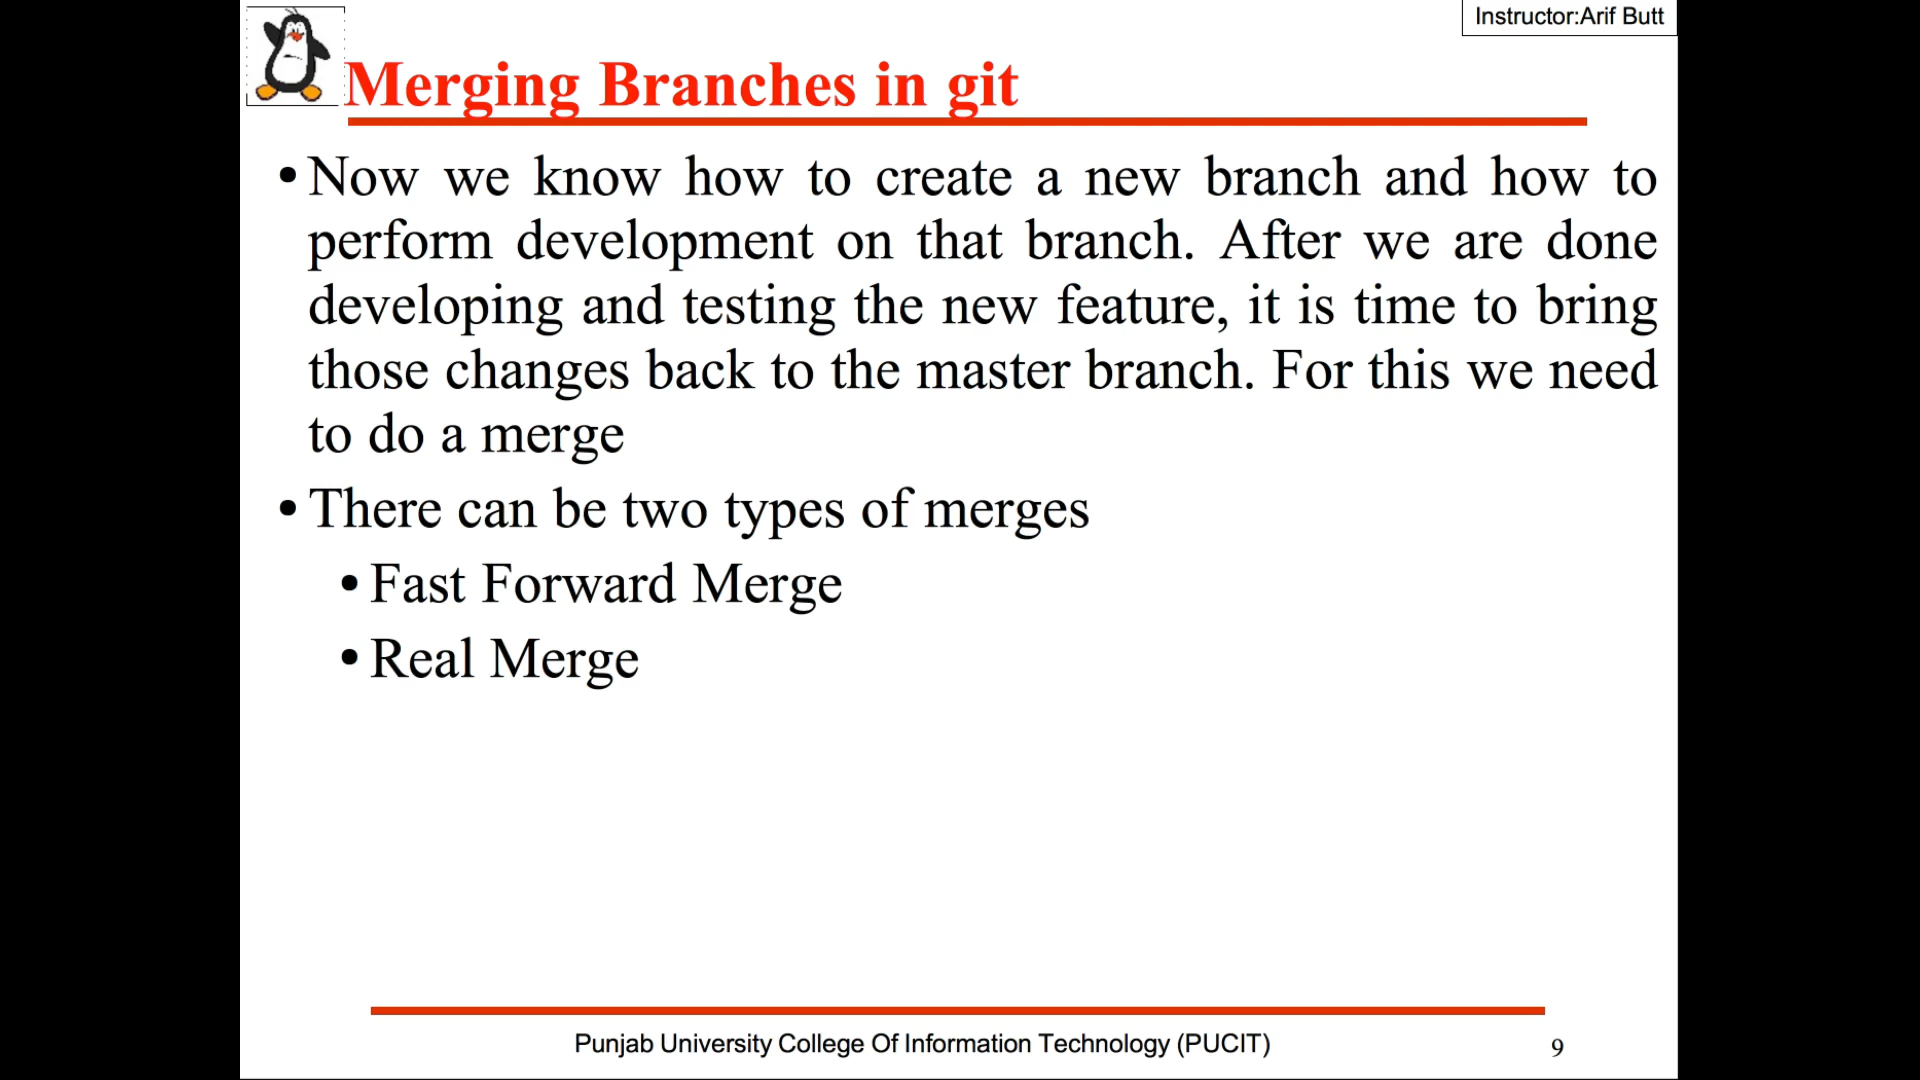 Instructor:Arif Butt
Merging Branches in git
• Now we know how to create a new branch and how to
perform development on that branch. After we are done
developing and testing the new feature, it is time to bring
those changes back to the master branch. For this we need
to do a merge
• There can be two types of merges
• Fast Forward Merge
• Real Merge
Punjab University College Of Information Technology (PUCIT)
9